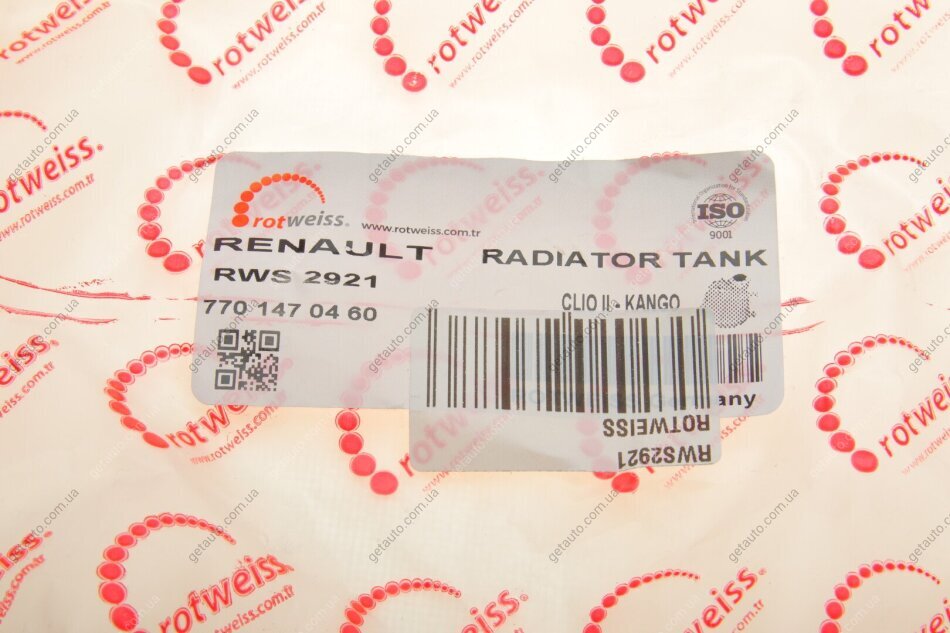 rotweiss.
www.rotweiss.com.tr
RENAULT
RADIATOR TANK
ISO
9001
RWS 2921
CLIO II - KANGO
770 147 04 60
ROTWEISS
RWS2921
rotweiss.
www.rotweiss.com.tr
getauto.com.ua